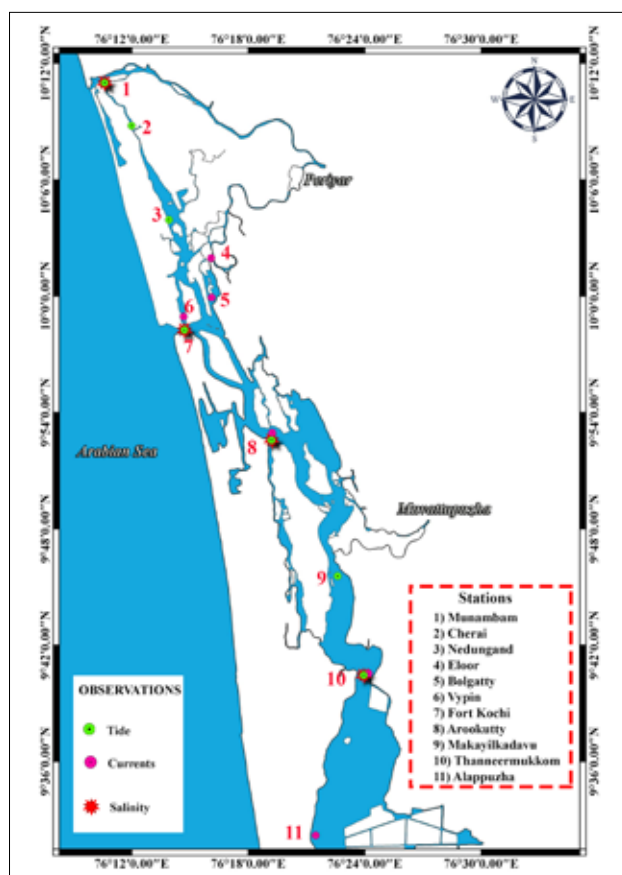 76°12'0.00"E 76°18'0.00"E 76°24'0.00"E 76°30'0.00"E
10°12'0.00"N 10°12'0.00"N
1
N
W E
S
2
Periyar
10°6'0.00"N 10°6'0.00"N
3
4
5
10°0'0.00"N 10°0'0.00"N
6
7
9°54'0.00"N 9°54'0.00"N
8
Arabian Sea
Muvattupuzha
9°48'0.00"N 9°48'0.00"N
9
Stations
1) Munambam
2) Cherai
3) Nedungand
4) Eloor
5) Bolgatty
6) Vypin
7) Fort Kochi
8) Arookutty
9) Makayilkadavu
10) Thanneermukkom
11) Alappuzha
9°42'0.00"N 9°42'0.00"N
10
OBSERVATIONS
Tide
Currents
Salinity
9°36'0.00"N 9°36'0.00"N
11
76°12'0.00"E 76°18'0.00"E 76°24'0.00"E 76°30'0.00"E